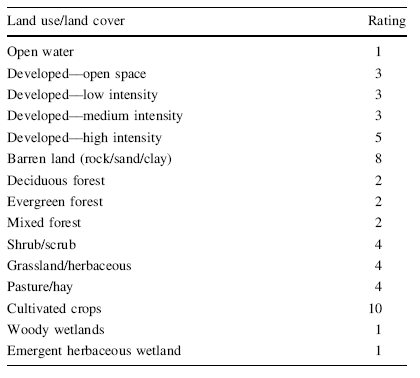 Land use/land cover Rating
Open water 1
Developed—open space 3
Developed—low intensity 3
Developed—medium intensity 3
Developed—high intensity 5
Barren land (rock/sand/clay) 8
Deciduous forest 2
Evergreen forest 2
Mixed forest 2
Shrub/scrub 4
Grassland/herbaceous 4
Pasture/hay 4
Cultivated crops 10
Woody wetlands 1
Emergent herbaceous wetland 1